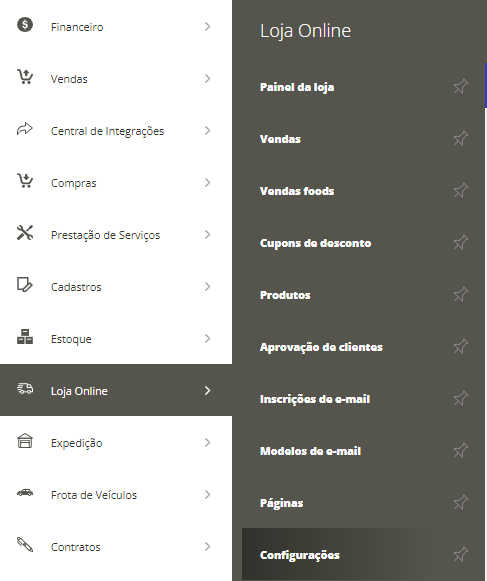 Financeiro
Vendas
Central de Integrações
Compras
Prestação de Serviços
Cadastros
Estoque
Loja Online
Expedição
Frota de Veículos
Contratos
Loja Online
Painel da loja
Vendas
Vendas foods
Cupons de desconto
Produtos
Aprovação de clientes
Inscrições de e-mail
Modelos de e-mail
Páginas
Configurações